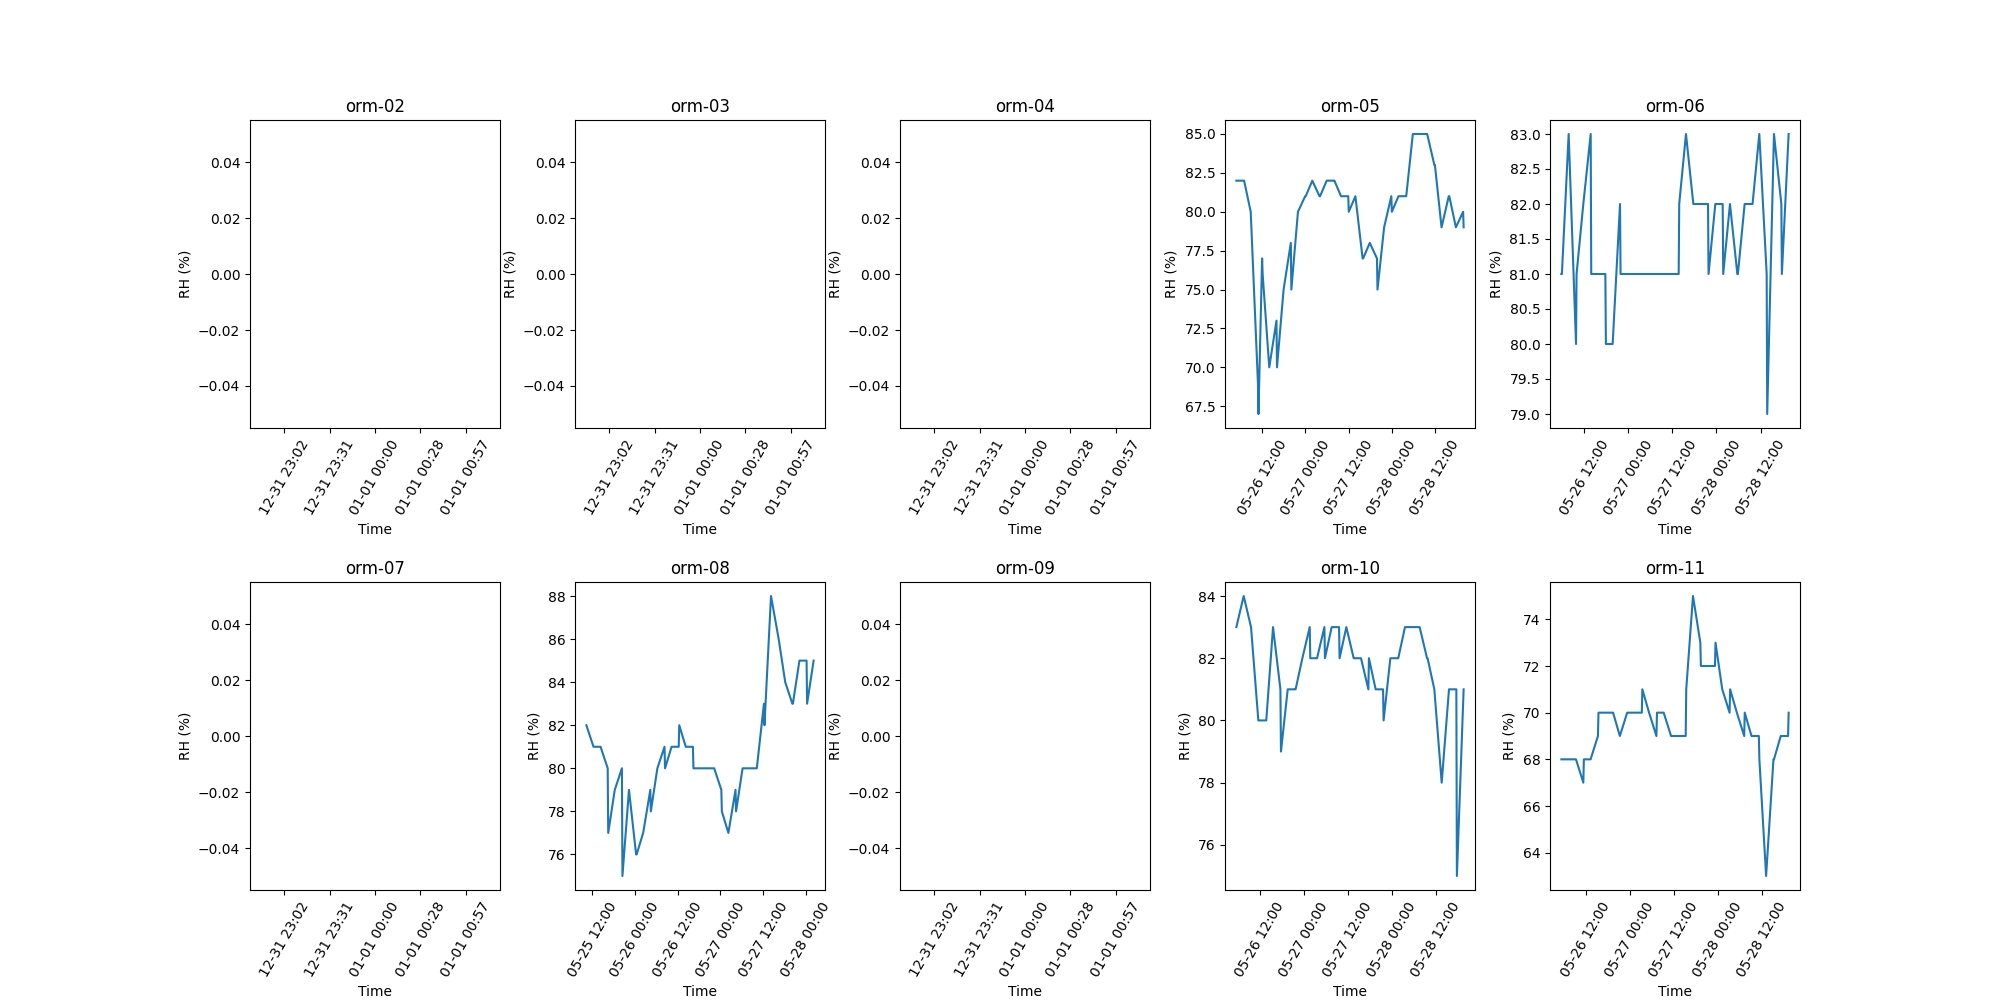 orm-02 orm-03 orm-04 orm-05 orm-06
RH (%)
0.04
0.02
0.00
−0.02
−0.04
12-31 23:02 12-31 23:31 01-01 00:00 01-01 00:28 01-01 00:57
Time
RH (%)
0.04
0.02
0.00
−0.02
−0.04
12-31 23:02 12-31 23:31 01-01 00:00 01-01 00:28 01-01 00:57
Time
RH (%)
0.04
0.02
0.00
−0.02
−0.04
12-31 23:02 12-31 23:31 01-01 00:00 01-01 00:28 01-01 00:57
Time
RH (%)
85.0
82.5
80.0
77.5
75.0
72.5
70.0
67.5
05-26 12:00 05-27 00:00 05-27 12:00 05-28 00:00 05-28 12:00
Time
RH (%)
83.0
82.5
82.0
81.5
81.0
80.5
80.0
79.5
79.0
05-26 12:00 05-27 00:00 05-27 12:00 05-28 00:00 05-28 12:00
Time
orm-07 orm-08 orm-09 orm-10 orm-11
RH (%)
0.04
0.02
0.00
−0.02
−0.04
12-31 23:02 12-31 23:31 01-01 00:00 01-01 00:28 01-01 00:57
Time
RH (%)
88
86
84
82
80
78
76
05-25 12:00 05-26 00:00 05-26 12:00 05-27 00:00 05-27 12:00 05-28 00:00
Time
RH (%)
0.04
0.02
0.00
−0.02
−0.04
12-31 23:02 12-31 23:31 01-01 00:00 01-01 00:28 01-01 00:57
Time
RH (%)
84
82
80
78
76
05-26 12:00 05-27 00:00 05-27 12:00 05-28 00:00 05-28 12:00
Time
RH (%)
74
72
70
68
66
64
05-26 12:00 05-27 00:00 05-27 12:00 05-28 00:00 05-28 12:00
Time